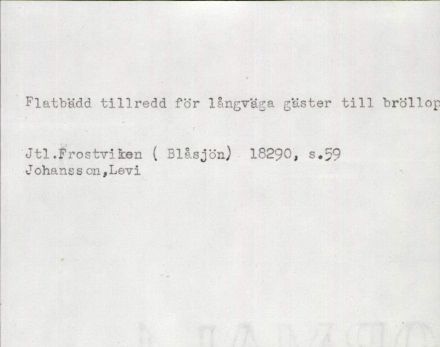 Flatbädd tillredd för långväga gäster till bröllop
Jtl.Frostviken ( Blåsjön) 18290, s.59
Johansson,Levi